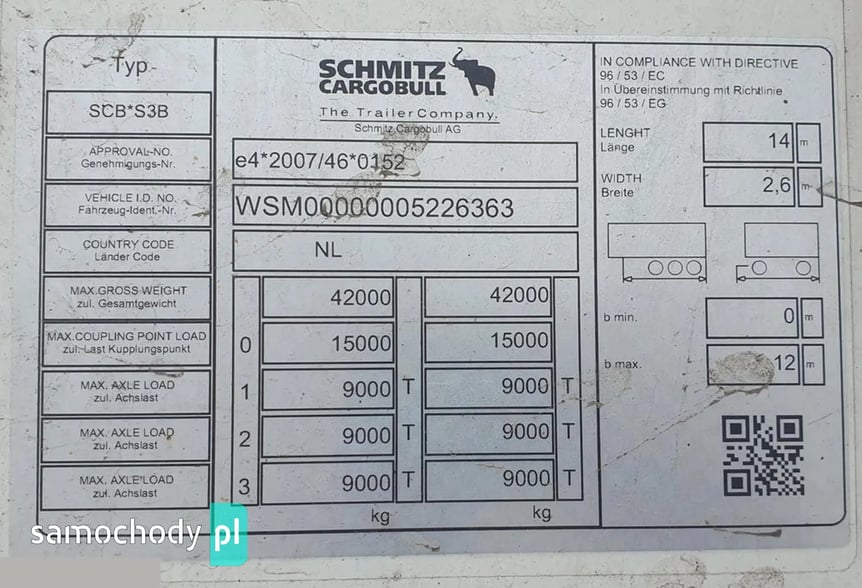 Typ
SCB*S3B
APPROVAL-NO.
Genehmigungs-Nr.
VEHICLE I.D. NO.
Fahrzeug-Ident.-Nr.
COUNTRY CODE
Länder Code
MAX.GROSS WEIGHT
zul. Gesamtgewicht
MAX.COUPLING POINT LOAD
zul.-Last Kupplungspunkt
MAX. AXLE LOAD
zul. Achslast
MAX. AXLE LOAD
zul. Achslast
MAX. AXLE LOAD
zul. Achslast
SCHMITZ
CARGOBULL
The Trailer Company.
Schmitz Cargobull AG
e4*2007/46*0152
WSM00000005226363
NL
42000 42000
0 15000 15000
1 9000 T 9000 T
2 9000 T 9000 T
3 9000 T 9000 T
kg kg
IN COMPLIANCE WITH DIRECTIVE
96 / 53 / EC
In Übereinstimmung mit Richtlinie
96 / 53 / EG
LENGHT
Länge
14 m
WIDTH
Breite
2,6 m
b min. 0 m
b max. 12 m
samochody pl